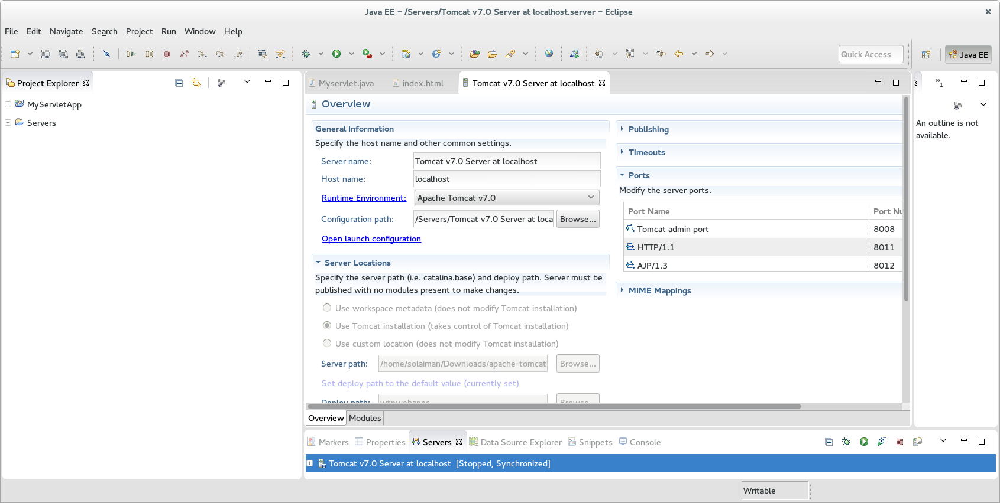 Java EE – /Servers/Tomcat v7.0 Server at localhost.server – Eclipse
File Edit Navigate Search Project Run Window Help
Quick Access
Java EE
Project Explorer
MyServletApp
Servers
Myservlet.java index.html Tomcat v7.0 Server at localhost
Overview
General Information
Specify the host name and other common settings.
Server name: Tomcat v7.0 Server at localhost
Host name: localhost
Runtime Environment: Apache Tomcat v7.0
Configuration path: /Servers/Tomcat v7.0 Server at loca Browse...
Open launch configuration
Server Locations
Specify the server path (i.e. catalina.base) and deploy path. Server must be
published with no modules present to make changes.
Use workspace metadata (does not modify Tomcat installation)
Use Tomcat installation (takes control of Tomcat installation)
Use custom location (does not modify Tomcat installation)
Server path: /home/solaiman/Downloads/apache-tomcat Browse...
Set deploy path to the default value (currently set)
Deploy path: wtpwebapps Browse...
Publishing
Timeouts
Ports
Modify the server ports.
Port Name Port Nu
Tomcat admin port 8008
HTTP/1.1 8011
AJP/1.3 8012
MIME Mappings
Overview Modules
»1
An outline is not
available.
Markers Properties Servers Data Source Explorer Snippets Console
Tomcat v7.0 Server at localhost [Stopped, Synchronized]
Writable